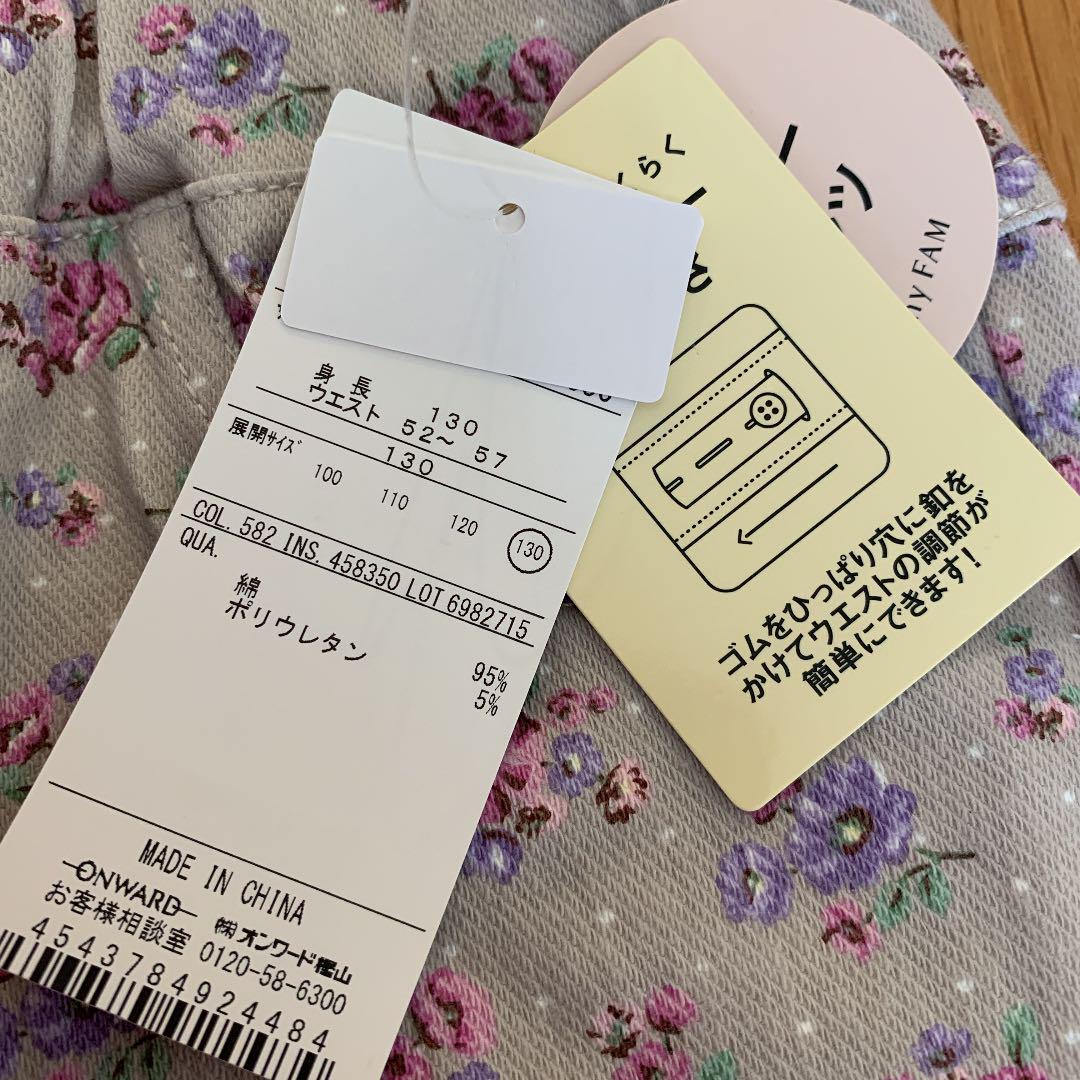 身長 130
ウエスト 52～ 57
130
展開サイズ
100 110 120 130
COL. 582 INS. 458350 LOT 6982715
QUA.
綿 95%
ポリウレタン 5%
MADE IN CHINA
ONWARD
(株)オンワード樫山
お客様相談室 0120-58-6300
4543784924484
らく
ゴムをひっぱり穴に釦を
かけてウエストの調節が
簡単にできます!
ッ
FAM